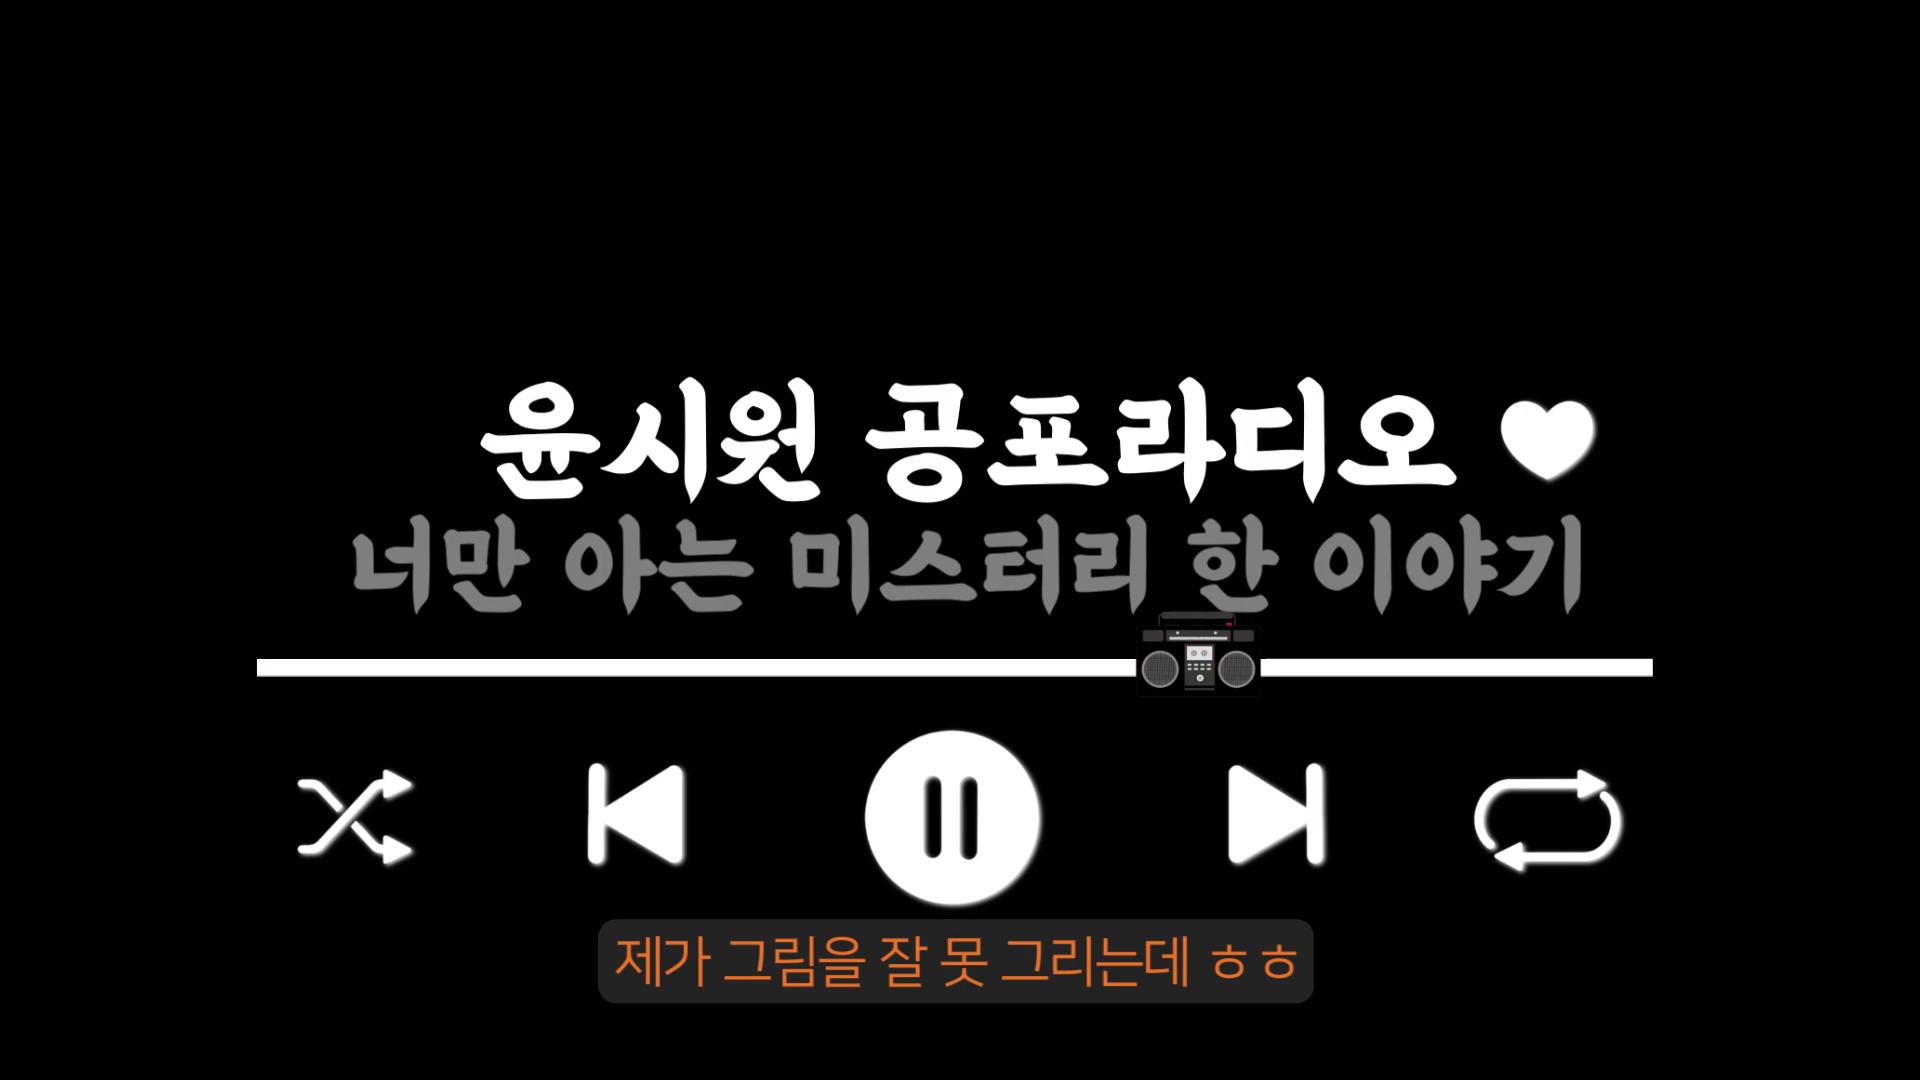 윤시원 공포라디오
너만 아는 미스터리 한 이야기
제가 그림을 잘 못 그리는데 ㅎㅎ